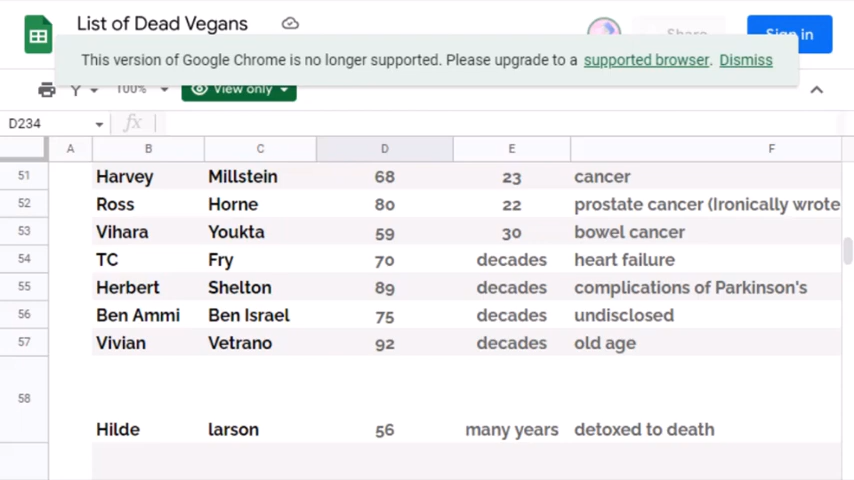 List of Dead Vegans
Share
Sign in
This version of Google Chrome is no longer supported. Please upgrade to a supported browser. Dismiss
100% View only
D234 fx
A B C D E F
51 Harvey Millstein 68 23 cancer
52 Ross Horne 80 22 prostate cancer (Ironically wrote
53 Vihara Youkta 59 30 bowel cancer
54 TC Fry 70 decades heart failure
55 Herbert Shelton 89 decades complications of Parkinson's
56 Ben Ammi Ben Israel 75 decades undisclosed
57 Vivian Vetrano 92 decades old age
58 Hilde larson 56 many years detoxed to death